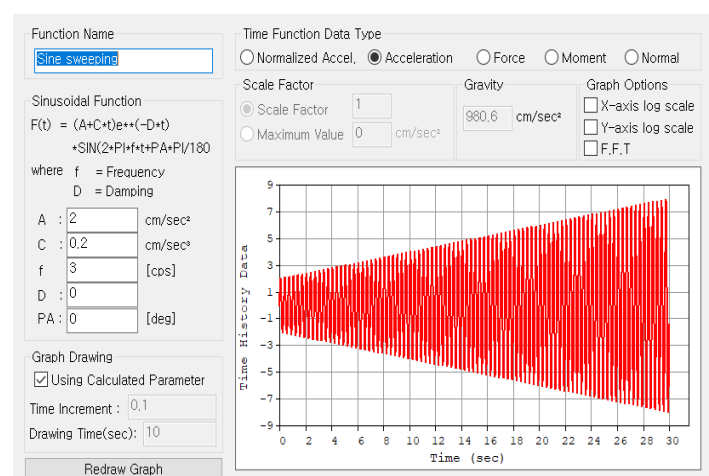 Function Name
Sine sweeping
Sinusoidal Function
F(t) = (A+C*t)e**(-D*t)
*SIN(2*PI*f*t+PA*PI/180
where f = Frequency
D = Damping
A : 2 cm/sec²
C : 0.2 cm/sec³
f 3 [cps]
D : 0
PA: 0 [deg]
Graph Drawing
Using Calculated Parameter
Time Increment : 0.1
Drawing Time(sec): 10
Redraw Graph
Time Function Data Type
Normalized Accel. Acceleration Force Moment Normal
Scale Factor
Scale Factor 1
Maximum Value 0 cm/sec²
Gravity
980.6 cm/sec²
Graph Options
X-axis log scale
Y-axis log scale
F.F.T
Time History Data
9
7
5
3
1
-1
-3
-5
-7
-9
0 2 4 6 8 10 12 14 16 18 20 22 24 26 28 30
Time (sec)